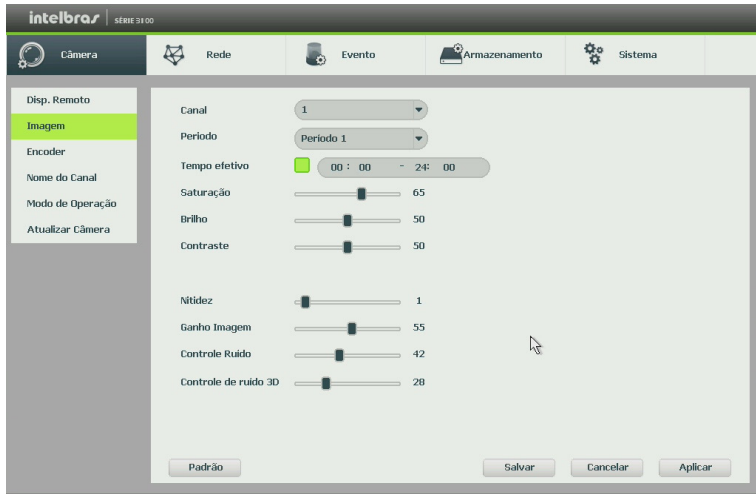 intelbras SÉRIE 3100
Câmera Rede Evento Armazenamento Sistema
Disp. Remoto
Imagem
Encoder
Nome do Canal
Modo de Operação
Atualizar Câmera
Canal 1
Periodo Periodo 1
Tempo efetivo 00 : 00 - 24: 00
Saturação 65
Brilho 50
Contraste 50
Nitidez 1
Ganho Imagem 55
Controle Ruido 42
Controle de ruido 3D 28
Padrão Salvar Cancelar Aplicar